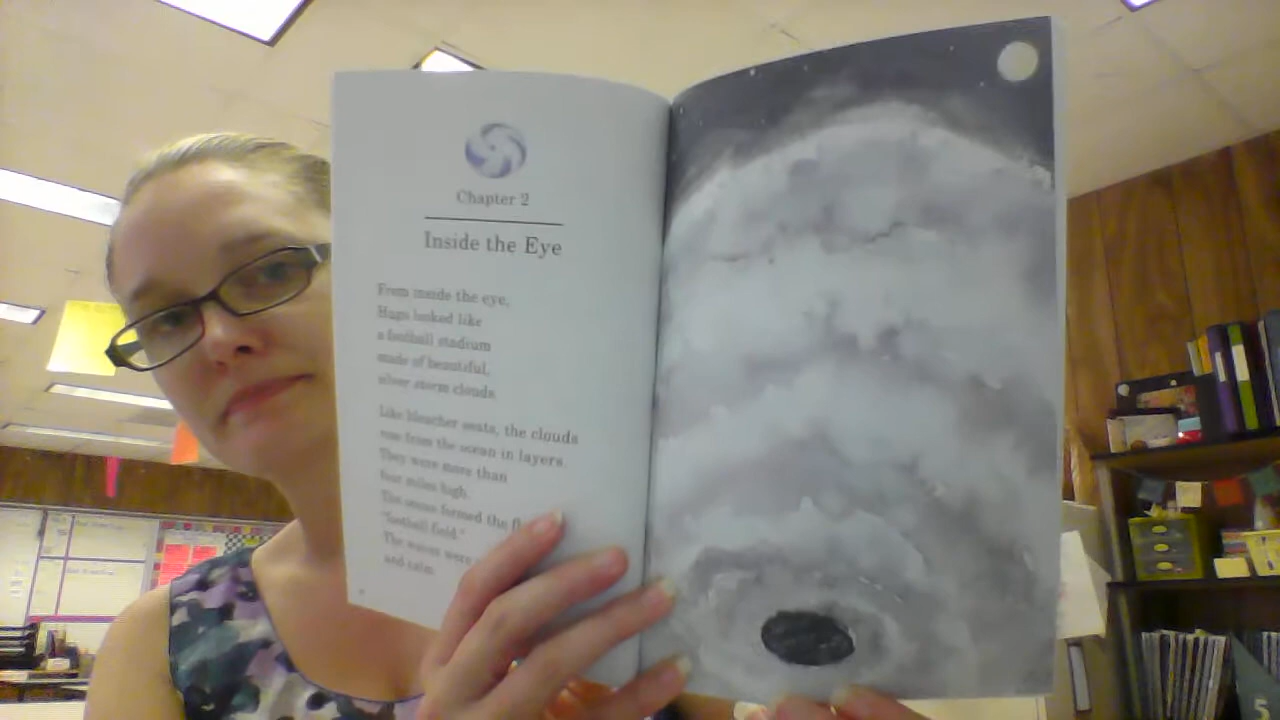 Chapter 2
Inside the Eye
From inside the eye,
Hugo looked like
a football stadium
made of beautiful,
silver storm clouds.
Like bleacher seats, the clouds
rose from the ocean in layers.
They were more than
four miles high.
The ocean formed the
"football field."
The waves were
and calm.
5